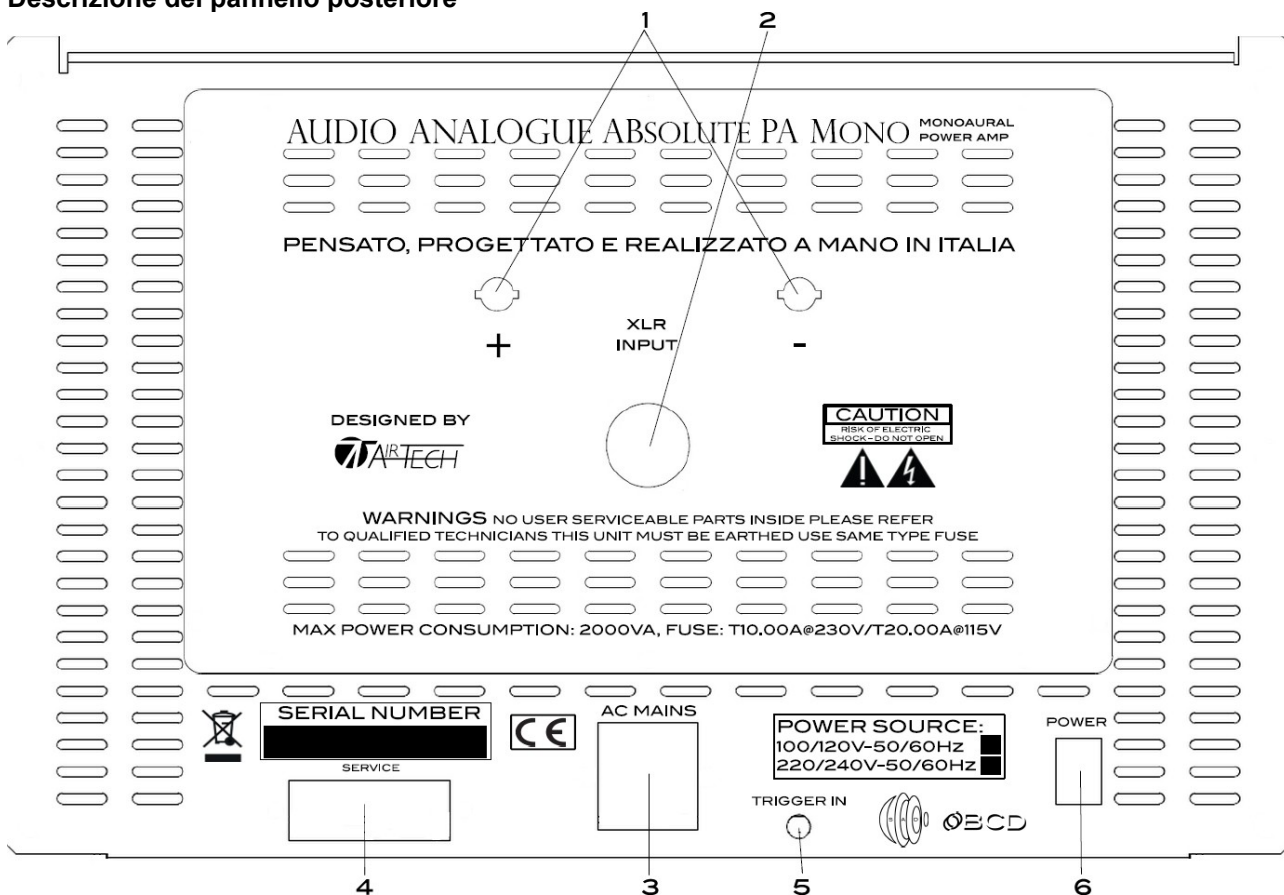 Descrizione del pannello posteriore
1 2
AUDIO ANALOGUE ABSOLUTE PA MONO
MONOAURAL
POWER AMP
PENSATO, PROGETTATO E REALIZZATO A MANO IN ITALIA
XLR
INPUT
+ -
DESIGNED BY
AIRTECH
CAUTION
RISK OF ELECTRIC
SHOCK-DO NOT OPEN
WARNINGS NO USER SERVICEABLE PARTS INSIDE PLEASE REFER
TO QUALIFIED TECHNICIANS THIS UNIT MUST BE EARTHED USE SAME TYPE FUSE
MAX POWER CONSUMPTION: 2000VA, FUSE: T10.00A@230V/T20.00A@115V
SERIAL NUMBER
SERVICE
CE
AC MAINS
POWER SOURCE:
100/120V-50/60Hz
220/240V-50/60Hz
POWER
TRIGGER IN
BAD
OBCD
4 3 5 6